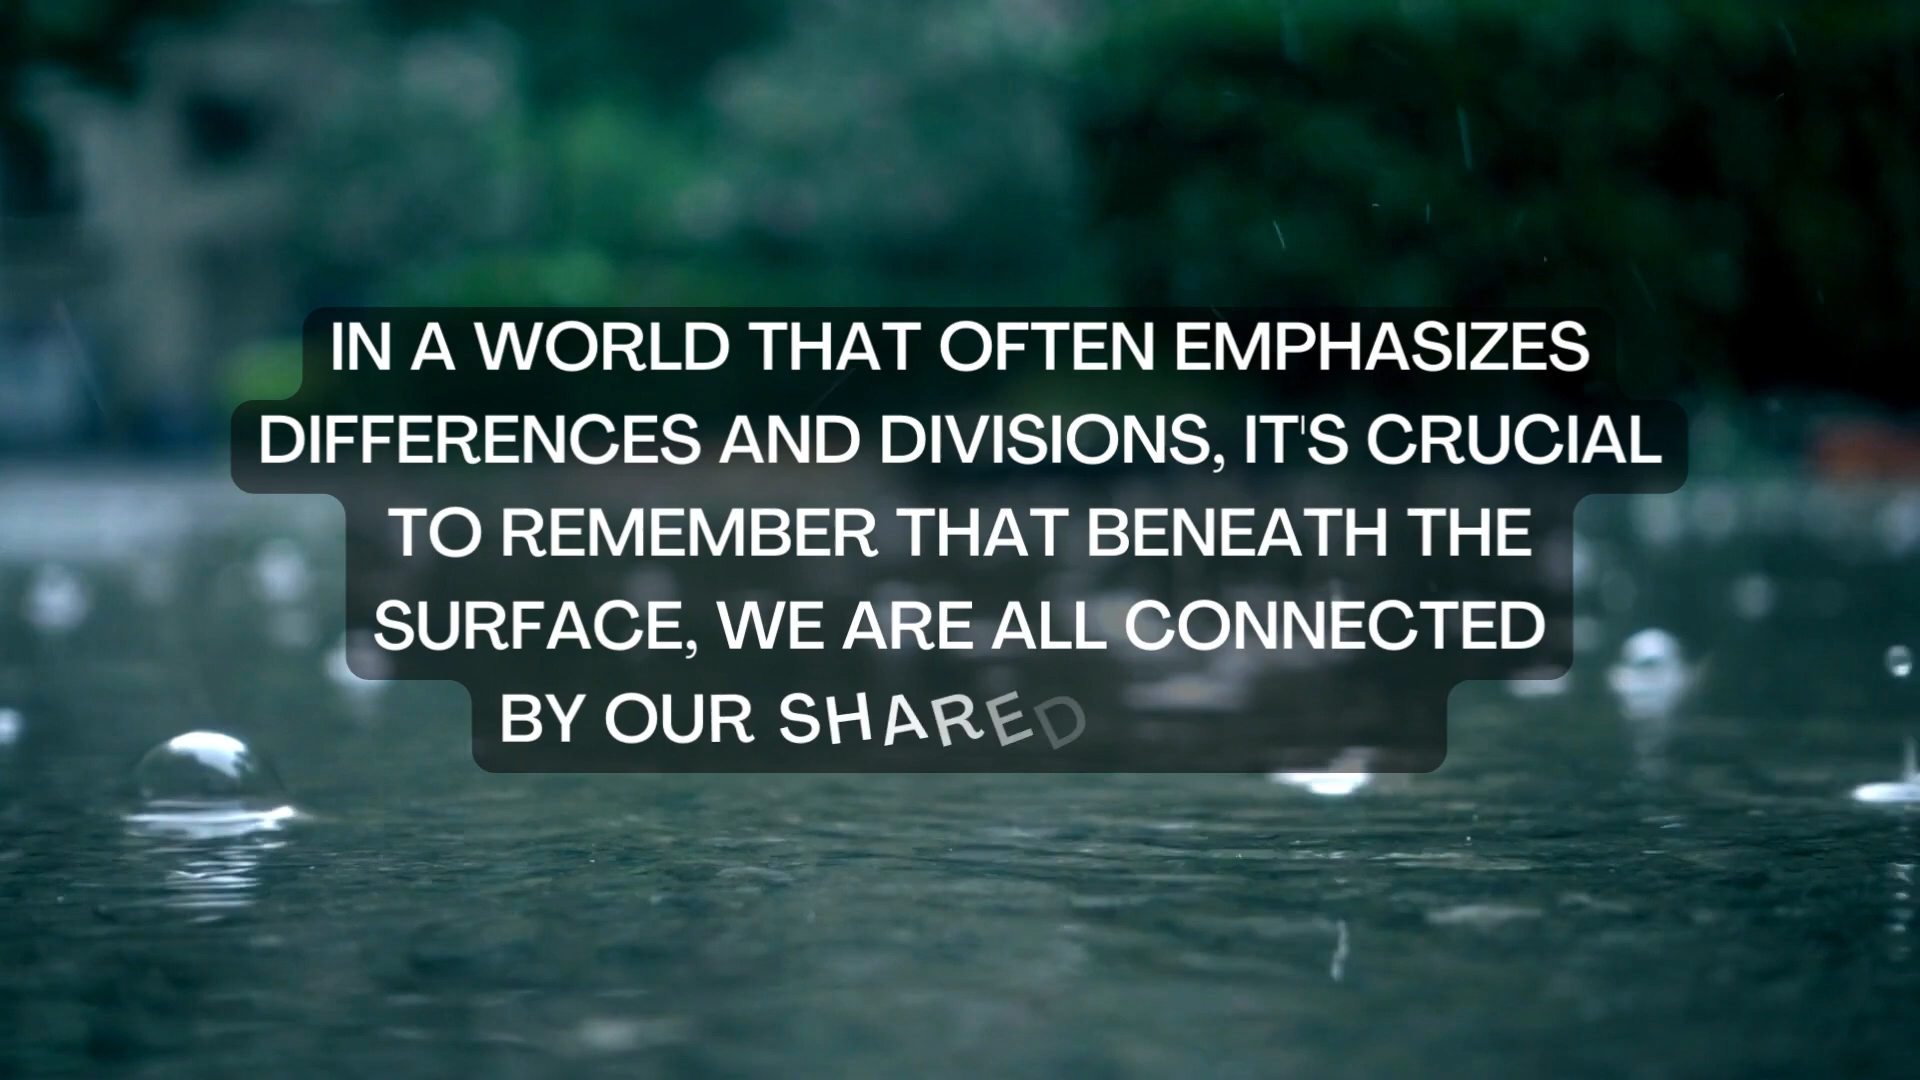 IN A WORLD THAT OFTEN EMPHASIZES
DIFFERENCES AND DIVISIONS, IT'S CRUCIAL
TO REMEMBER THAT BENEATH THE
SURFACE, WE ARE ALL CONNECTED
BY OUR SHARED